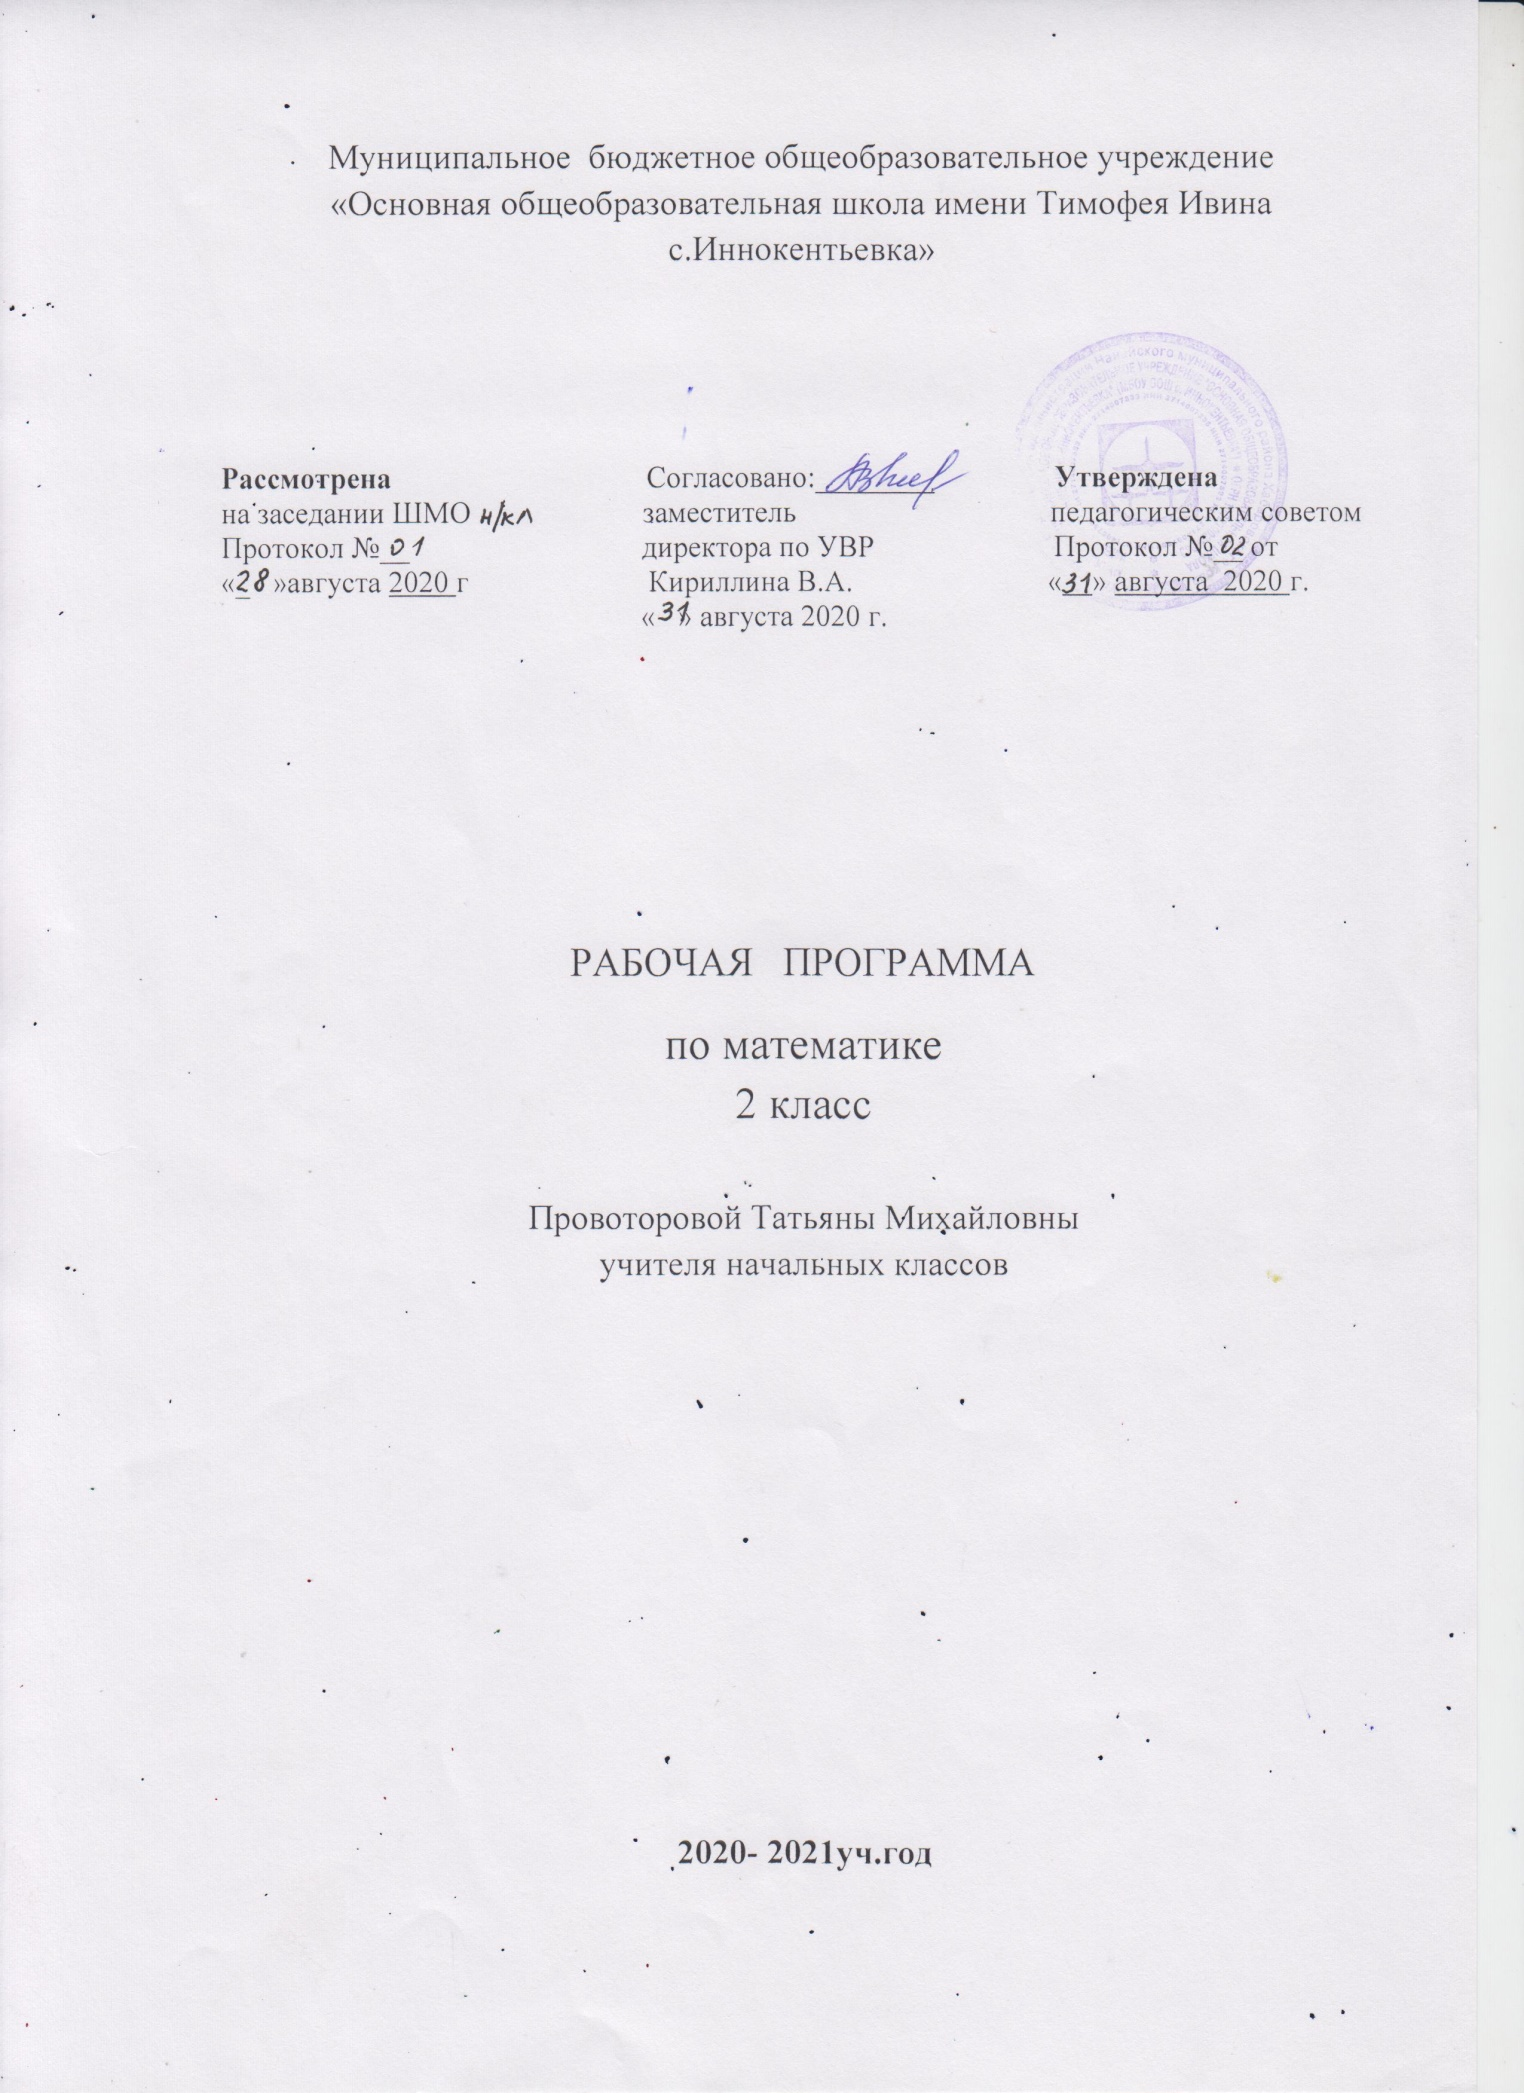 Муниципальное бюджетное общеобразовательное учреждение
«Основная общеобразовательная школа имени Тимофея Ивина
с.Иннокентьевка»
Рассмотрена
на заседании ШМО н/кл
Протокол № 01
«28»августа 2020 г
Согласовано:
заместитель
директора по УВР
Кириллина В.А.
«31» августа 2020 г.
Утверждена
педагогическим советом
Протокол № 02 от
«31» августа 2020 г.
РАБОЧАЯ ПРОГРАММА
по математике
2 класс
Провоторовой Татьяны Михайловны
учителя начальных классов
2020- 2021уч.год